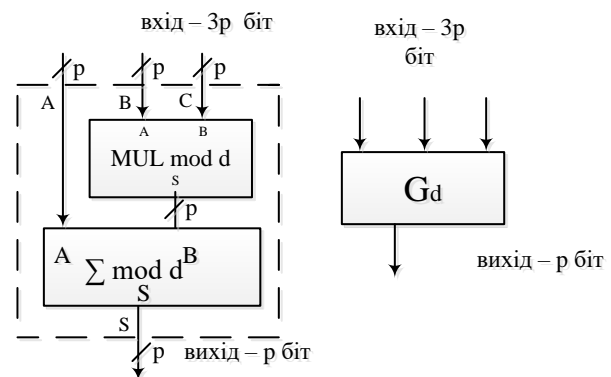 вхід – 3p біт
p
p
p
A
B
C
A
B
MUL mod d
S
p
A
B
∑ mod d
S
S
p
вихід – p біт
вхід – 3p
біт
Gd
вихід – p біт